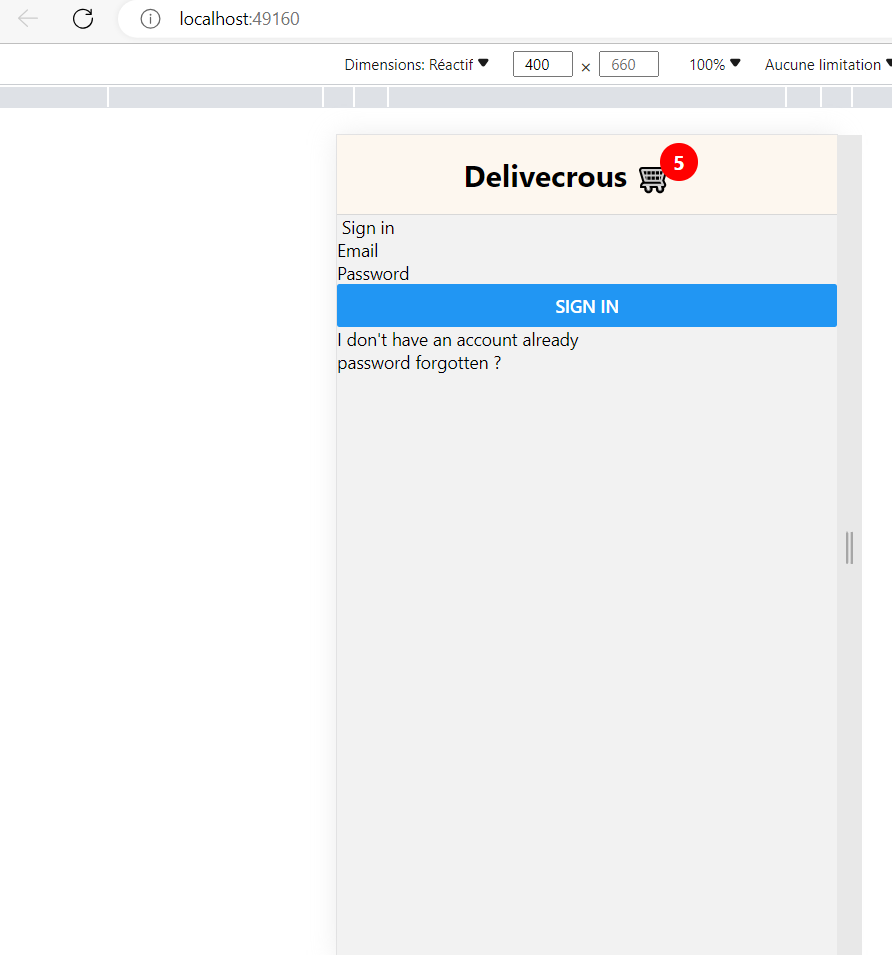 localhost:49160
Dimensions: Réactif 400 × 660 100% Aucune limitation
Delivecrous 5
Sign in
Email
Password
SIGN IN
I don't have an account already
password forgotten ?